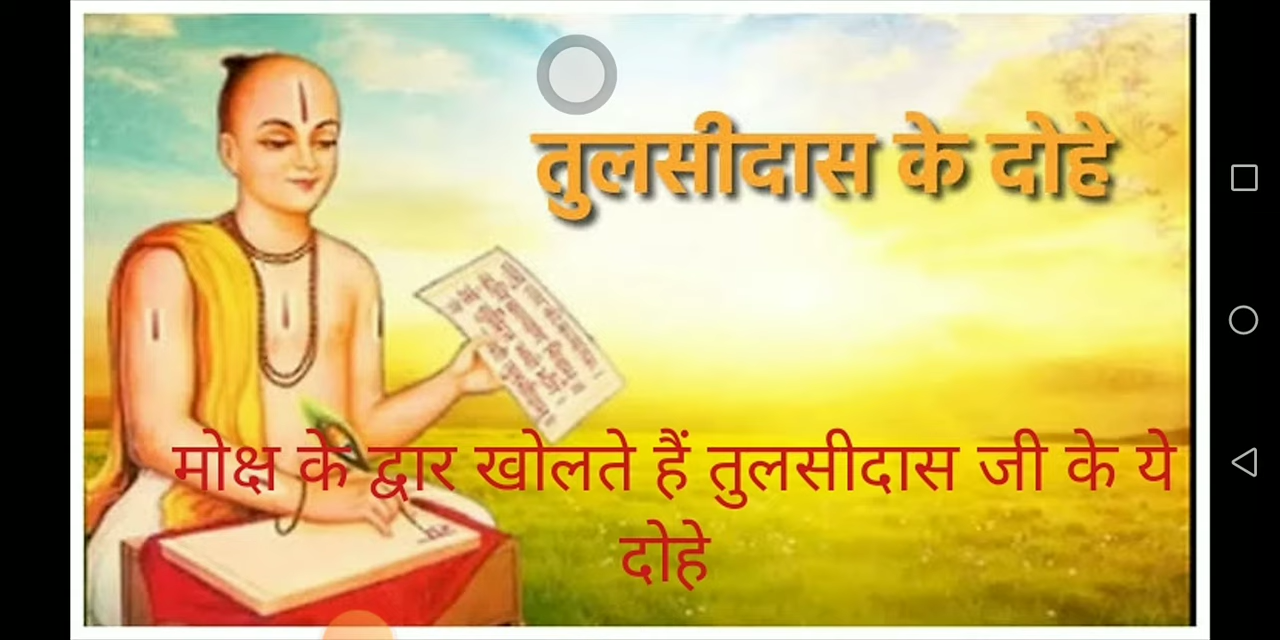 तुलसीदास के दोहे
मोक्ष के द्वार खोलते हैं तुलसीदास जी के ये
दोहे